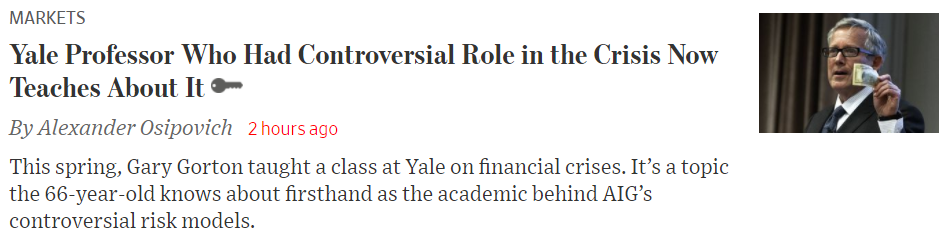 MARKETS
Yale Professor Who Had Controversial Role in the Crisis Now
Teaches About It
By Alexander Osipovich 2 hours ago
This spring, Gary Gorton taught a class at Yale on financial crises. It’s a topic
the 66-year-old knows about firsthand as the academic behind AIG’s
controversial risk models.